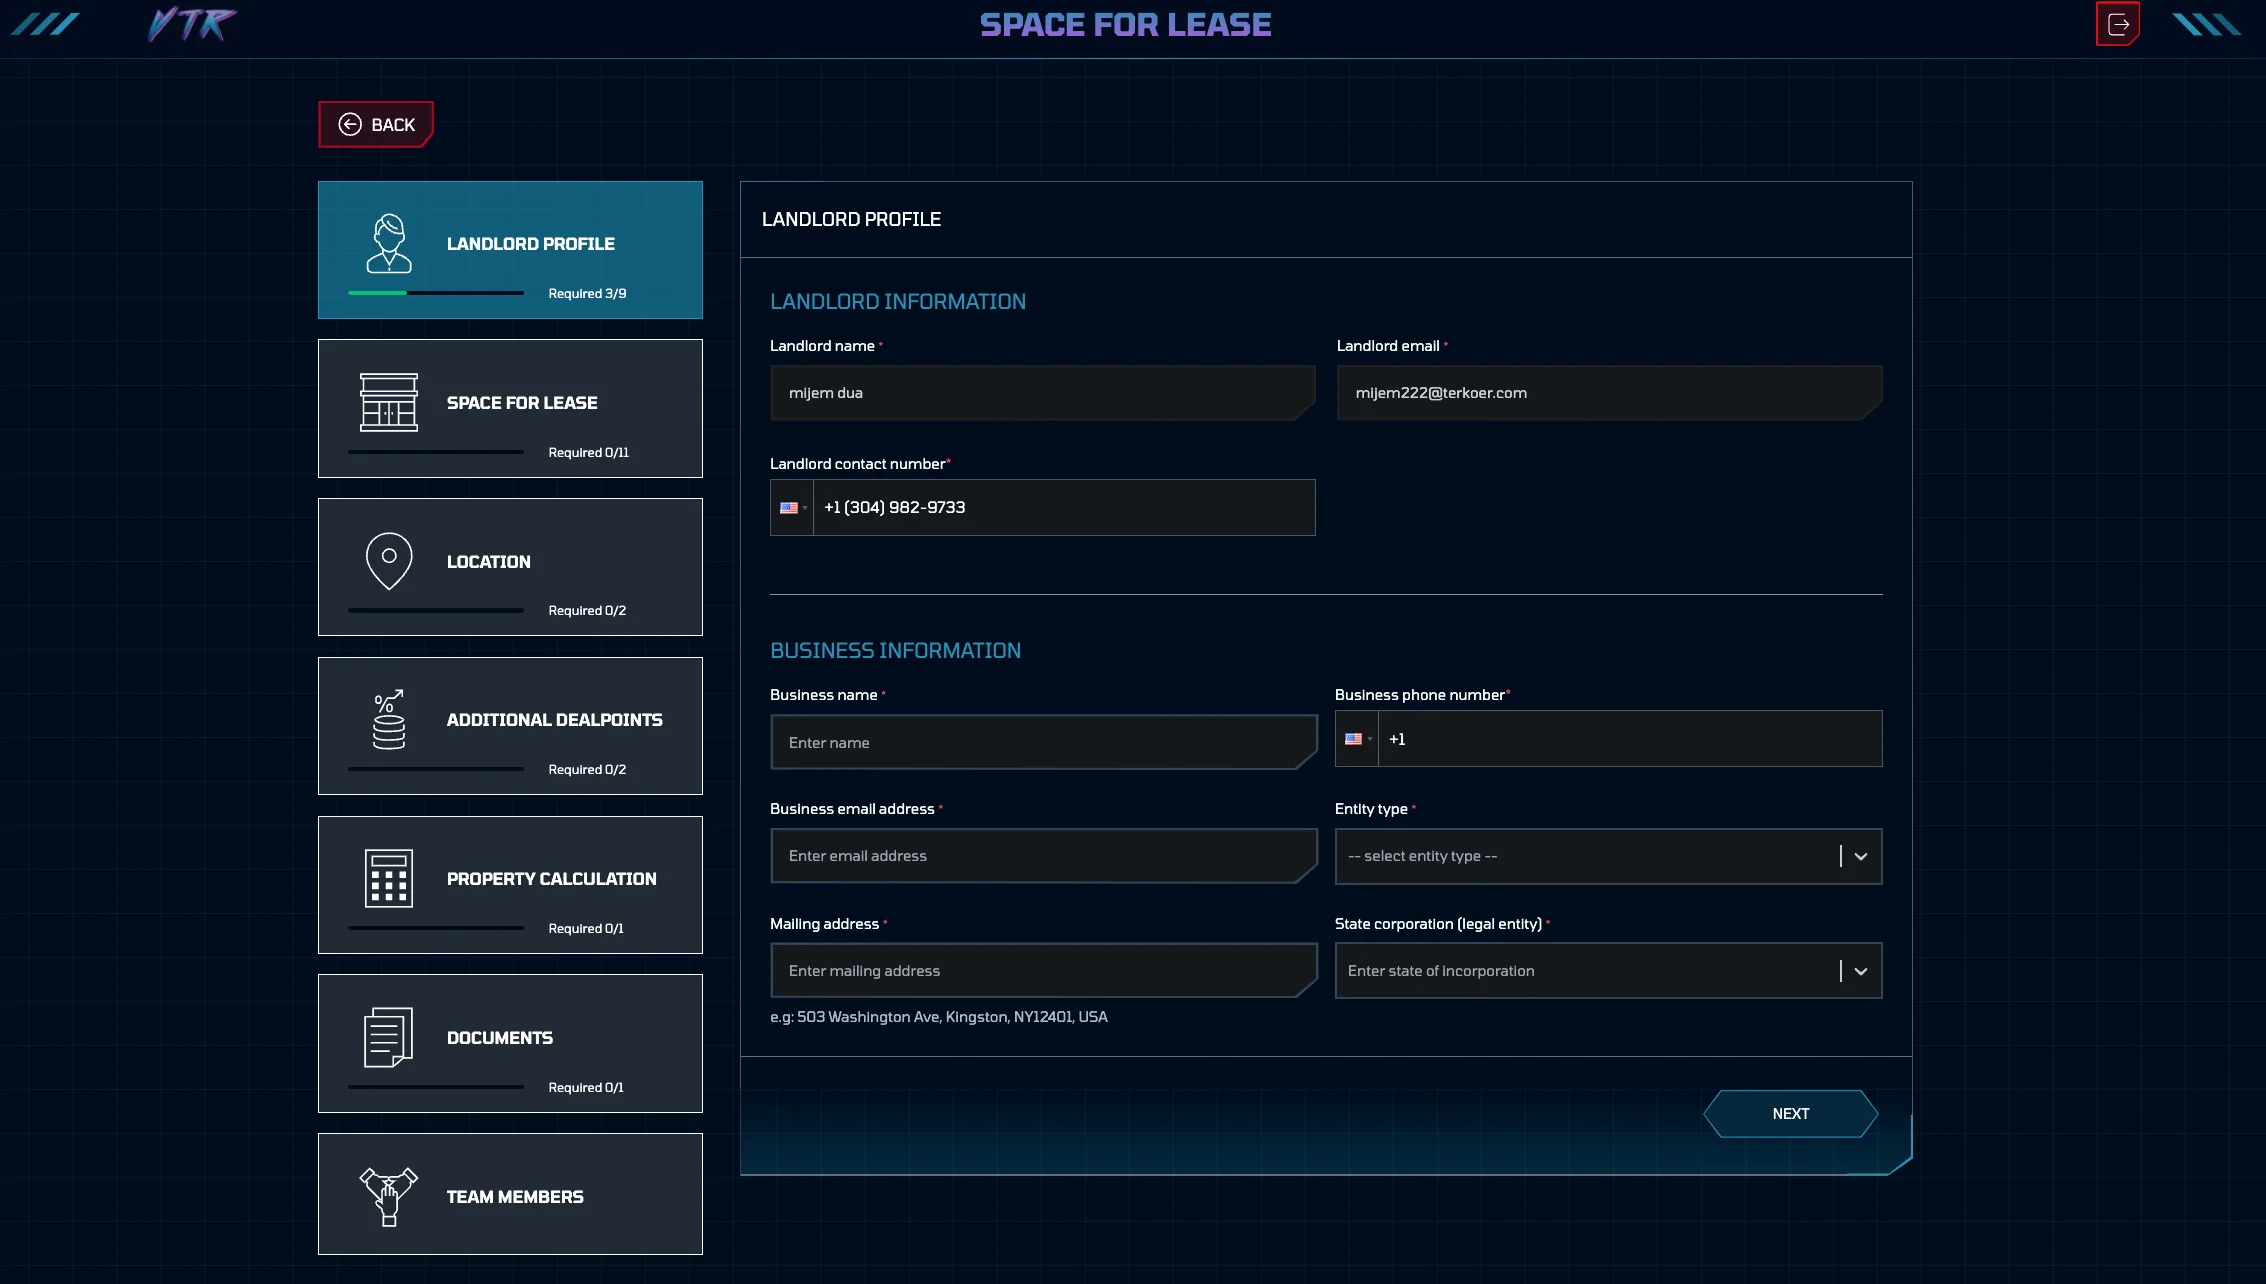 VTR
SPACE FOR LEASE
BACK
LANDLORD PROFILE
Required 3/9
SPACE FOR LEASE
Required 0/11
LOCATION
Required 0/2
ADDITIONAL DEALPOINTS
Required 0/2
PROPERTY CALCULATION
Required 0/1
DOCUMENTS
Required 0/1
TEAM MEMBERS
LANDLORD PROFILE
LANDLORD INFORMATION
Landlord name *
Landlord email *
mijem dua
mijem222@terkoer.com
Landlord contact number*
+1 (304) 982-9733
BUSINESS INFORMATION
Business name *
Business phone number*
Enter name
+1
Business email address *
Entity type *
Enter email address
-- select entity type --
Mailing address *
State corporation (legal entity) *
Enter mailing address
Enter state of incorporation
e.g: 503 Washington Ave, Kingston, NY12401, USA
NEXT